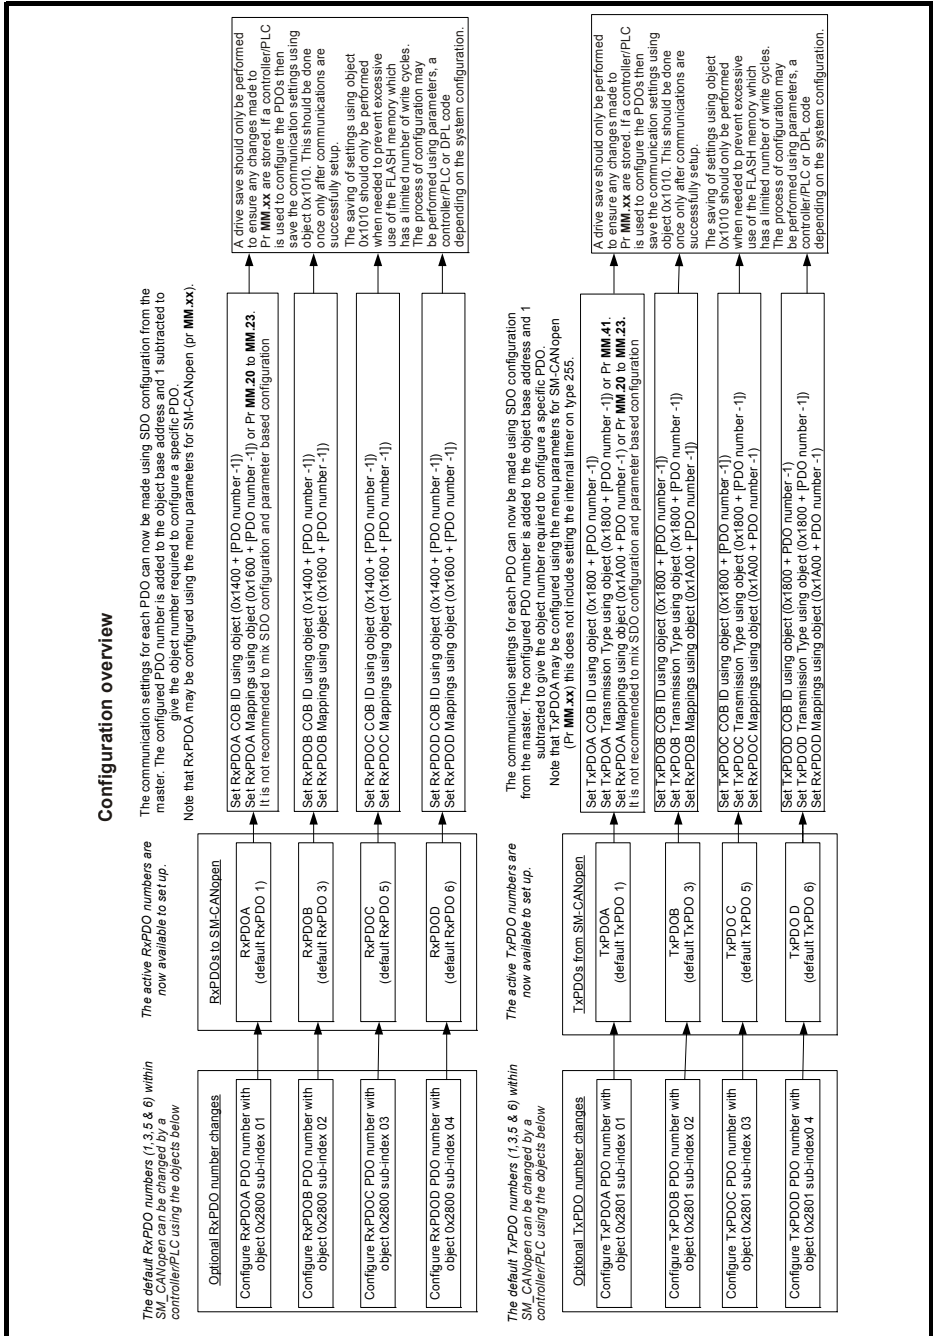 Configuration overview
The default RxPDO numbers (1,3,5 & 6) within
SM_CANopen can be changed by a
controller/PLC using the objects below
Optional RxPDO number changes
Configure RxPDOA PDO number with
object 0x2800 sub-index 01
Configure RxPDOB PDO number with
object 0x2800 sub-index 02
Configure RxPDOC PDO number with
object 0x2800 sub-index 03
Configure RxPDOD PDO number with
object 0x2800 sub-index 04
The active RxPDO numbers are
now available to set up.
RxPDOs to SM-CANopen
RxPDOA
(default RxPDO 1)
RxPDOB
(default RxPDO 3)
RxPDOC
(default RxPDO 5)
RxPDOD
(default RxPDO 6)
The communication settings for each PDO can now be made using SDO configuration from the
master. The configured PDO number is added to the object base address and 1 subtracted to
give the object number required to configure a specific PDO.
Note that RxPDOA may be configured using the menu parameters for SM-CANopen (pr MM.xx).
Set RxPDOA COB ID using object (0x1400 + [PDO number -1])
Set RxPDOA Mappings using object (0x1600 + [PDO number -1]) or Pr MM.20 to MM.23.
It is not recommended to mix SDO configuration and parameter based configuration
Set RxPDOB COB ID using object (0x1400 + [PDO number -1])
Set RxPDOB Mappings using object (0x1600 + [PDO number -1])
Set RxPDOC COB ID using object (0x1400 + [PDO number -1])
Set RxPDOC Mappings using object (0x1600 + [PDO number -1])
Set RxPDOD COB ID using object (0x1400 + [PDO number -1])
Set RxPDOD Mappings using object (0x1600 + [PDO number -1])
A drive save should only be performed
to ensure any changes made to
Pr MM.xx are stored. If a controller/PLC
is used to configure the PDOs then
save the communication settings using
object 0x1010. This should be done
once only after communications are
successfully setup.
The saving of settings using object
0x1010 should only be performed
when needed to prevent excessive
use of the FLASH memory which
has a limited number of write cycles.
The process of configuration may
be performed using parameters, a
controller/PLC or DPL code
depending on the system configuration.
The default TxPDO numbers (1,3,5 & 6) within
SM_CANopen can be changed by a
controller/PLC using the objects below
Optional TxPDO number changes
Configure TxPDOA PDO number with
object 0x2801 sub-index 01
Configure TxPDOB PDO number with
object 0x2801 sub-index 02
Configure TxPDOC PDO number with
object 0x2801 sub-index 03
Configure TxPDOD PDO number with
object 0x2801 sub-index0 4
The active TxPDO numbers are
now available to set up.
TxPDOs from SM-CANopen
TxPDOA
(default TxPDO 1)
TxPDOB
(default TxPDO 3)
TxPDO C
(default TxPDO 5)
TxPDO D
(default TxPDO 6)
The communication settings for each PDO can now be made using SDO configuration
from the master. The configured PDO number is added to the object base address and 1
subtracted to give the object number required to configure a specific PDO.
Note that TxPDOA may be configured using the menu parameters for SM-CANopen
(Pr MM.xx) this does not include setting the internal timer on type 255.
Set TxPDOA COB ID using object (0x1800 + [PDO number -1])
Set TxPDOA Transmission Type using object (0x1800 + [PDO number -1]) or Pr MM.41.
Set RxPDOA Mappings using object (0x1A00 + PDO number -1) or Pr MM.20 to MM.23.
It is not recommended to mix SDO configuration and parameter based configuration
Set TxPDOB COB ID using object (0x1800 + [PDO number -1])
Set TxPDOB Transmission Type using object (0x1800 + [PDO number -1])
Set RxPDOB Mappings using object (0x1A00 + PDO number -1])
Set TxPDOC COB ID using object (0x1800 + [PDO number -1])
Set TxPDOC Transmission Type using object (0x1800 + [PDO number -1])
Set RxPDOC Mappings using object (0x1A00 + PDO number -1)
Set TxPDOD COB ID using object (0x1800 + PDO number -1)
Set TxPDOD Transmission Type using object (0x1800 + [PDO number -1])
Set RxPDOD Mappings using object (0x1A00 + PDO number -1)
A drive save should only be performed
to ensure any changes made to
Pr MM.xx are stored. If a controller/PLC
is used to configure the PDOs then
save the communication settings using
object 0x1010. This should be done
once only after communications are
successfully setup.
The saving of settings using object
0x1010 should only be performed
when needed to prevent excessive
use of the FLASH memory which
has a limited number of write cycles.
The process of configuration may
be performed using parameters, a
controller/PLC or DPL code
depending on the system configuration.